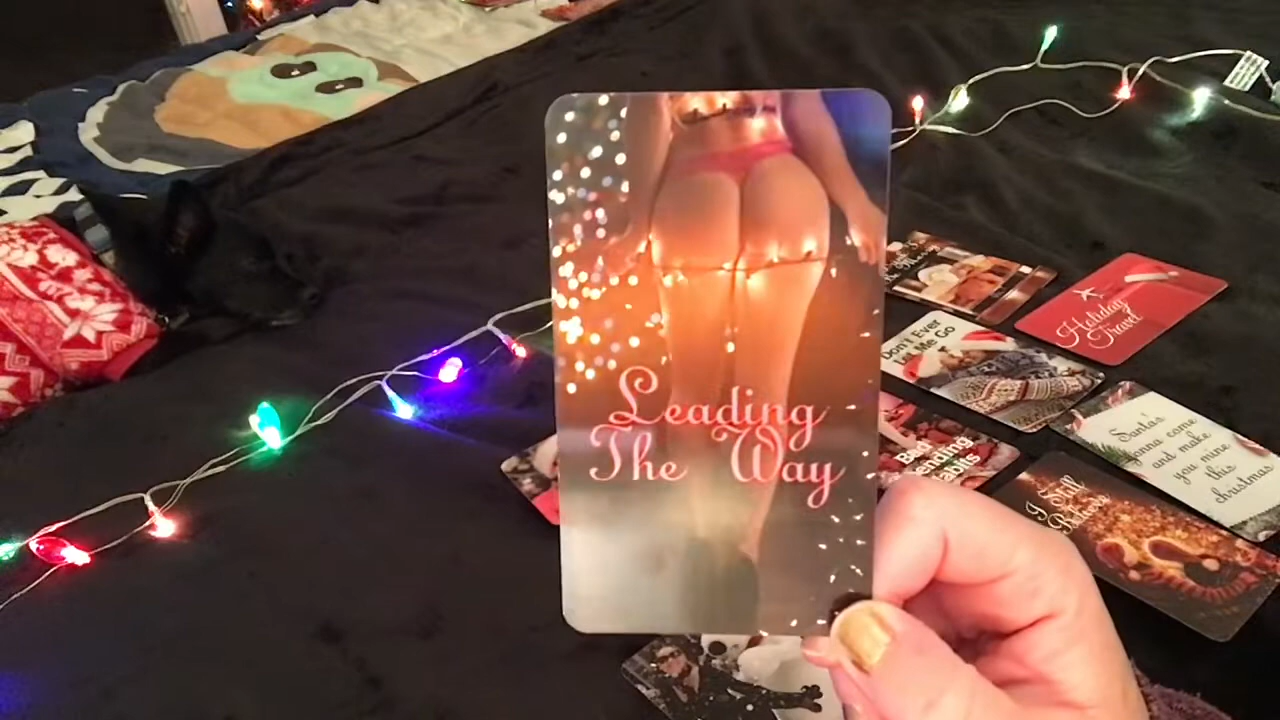 Leading
The Way
Holiday
Travel
Don't Ever
Let Me Go
Santa's
gonna come
and make
you mine
this
christmas
I Still
Believe